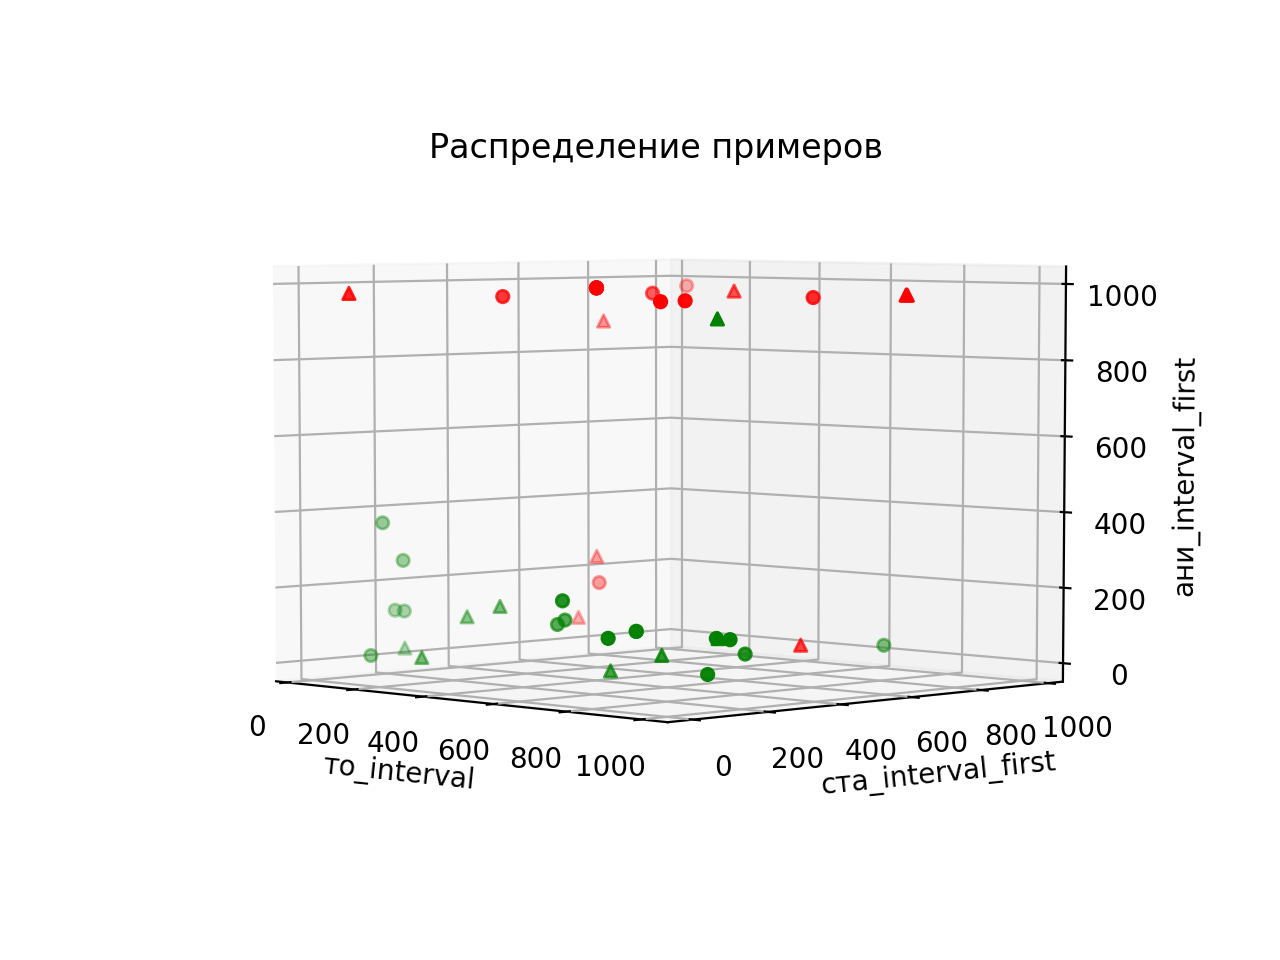 Распределение примеров
1000
800
600
400
200
0
ани_interval_first
0 200 400 600 800 1000
то_interval
0 200 400 600 800 1000
ста_interval_first